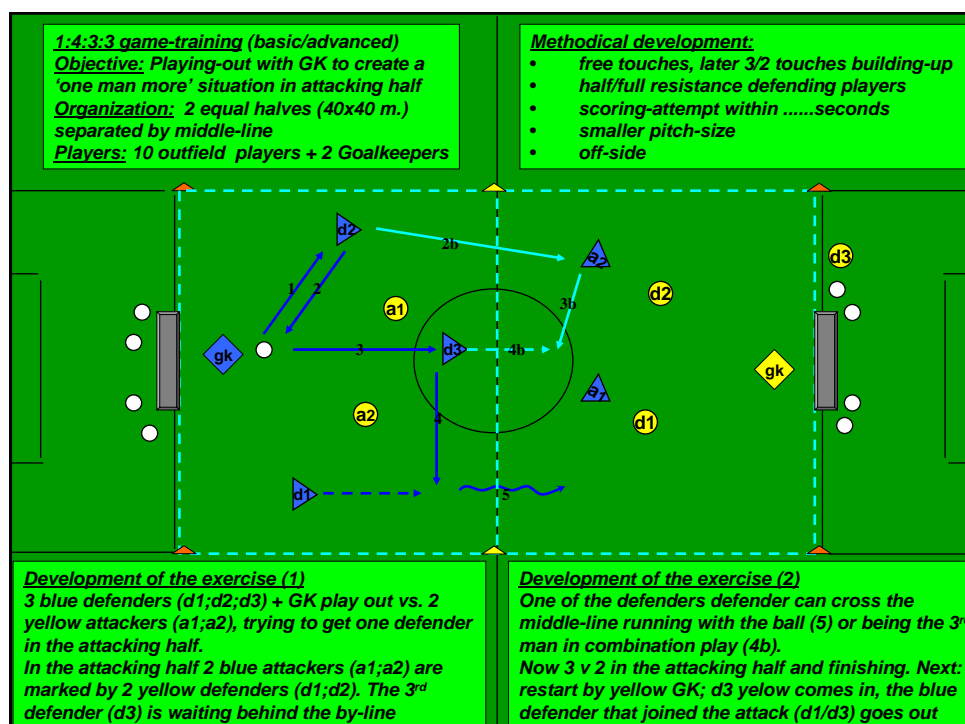 1:4:3:3 game-training (basic/advanced)
Objective: Playing-out with GK to create a
‘one man more’ situation in attacking half
Organization: 2 equal halves (40x40 m.)
separated by middle-line
Players: 10 outfield players + 2 Goalkeepers
Methodical development:
• free touches, later 3/2 touches building-up
• half/full resistance defending players
• scoring-attempt within ......seconds
• smaller pitch-size
• off-side
d2
2b
a2
d3
1
2
a1
d2
3b
gk
3
d3
4b
gk
a1
a2
4
d1
d1
5
Development of the exercise (1)
3 blue defenders (d1;d2;d3) + GK play out vs. 2
yellow attackers (a1;a2), trying to get one defender
in the attacking half.
In the attacking half 2 blue attackers (a1;a2) are
marked by 2 yellow defenders (d1;d2). The 3rd
defender (d3) is waiting behind the by-line
Development of the exercise (2)
One of the defenders defender can cross the
middle-line running with the ball (5) or being the 3rd
man in combination play (4b).
Now 3 v 2 in the attacking half and finishing. Next:
restart by yellow GK; d3 yelow comes in, the blue
defender that joined the attack (d1/d3) goes out